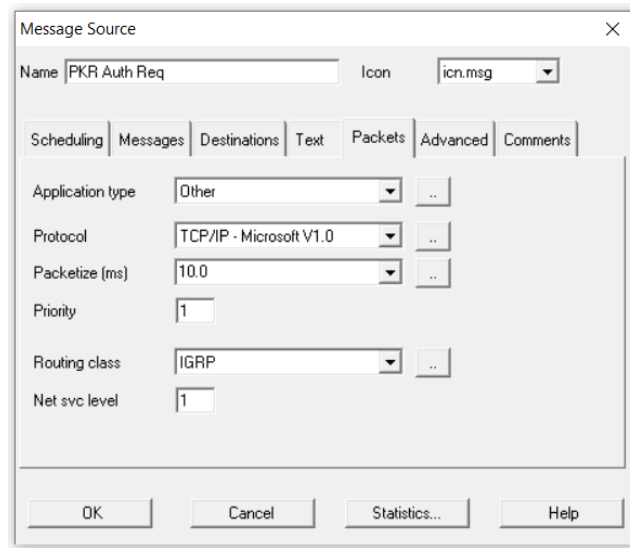 Message Source
Name PKR Auth Req Icon icn.msg
Scheduling Messages Destinations Text Packets Advanced Comments
Application type Other ..
Protocol TCP/IP - Microsoft V1.0 ..
Packetize (ms) 10.0 ..
Priority 1
Routing class IGRP ..
Net svc level 1
OK Cancel Statistics... Help